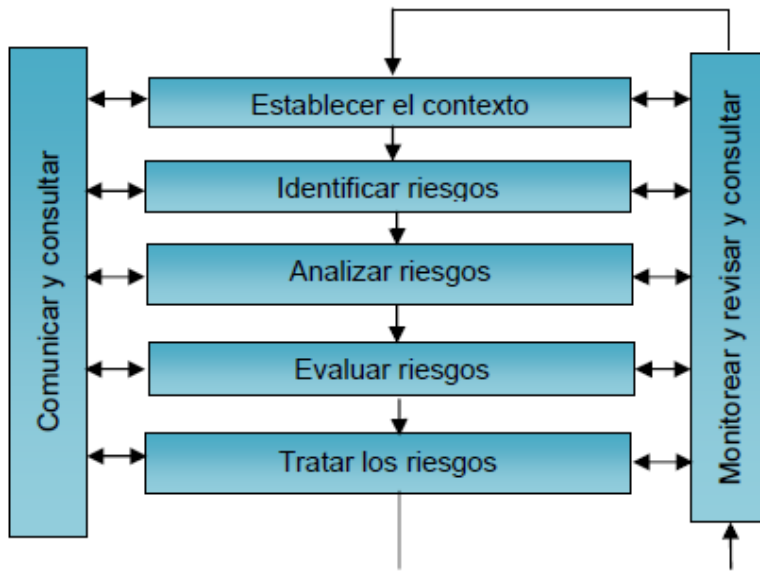 Establecer el contexto
Identificar riesgos
Analizar riesgos
Evaluar riesgos
Tratar los riesgos
Comunicar y consultar
Monitorear y revisar y consultar